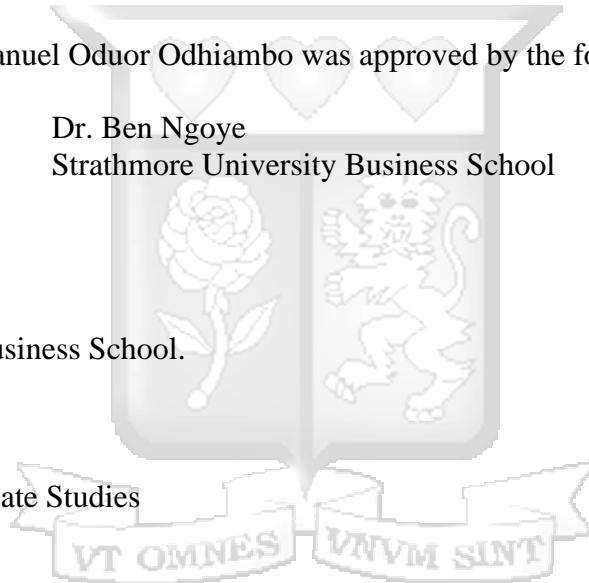 anuel Oduor Odhiambo was approved by the fo
Dr. Ben Ngoye
Strathmore University Business School
usiness School.
ate Studies
VT OMNES VNVM SINT